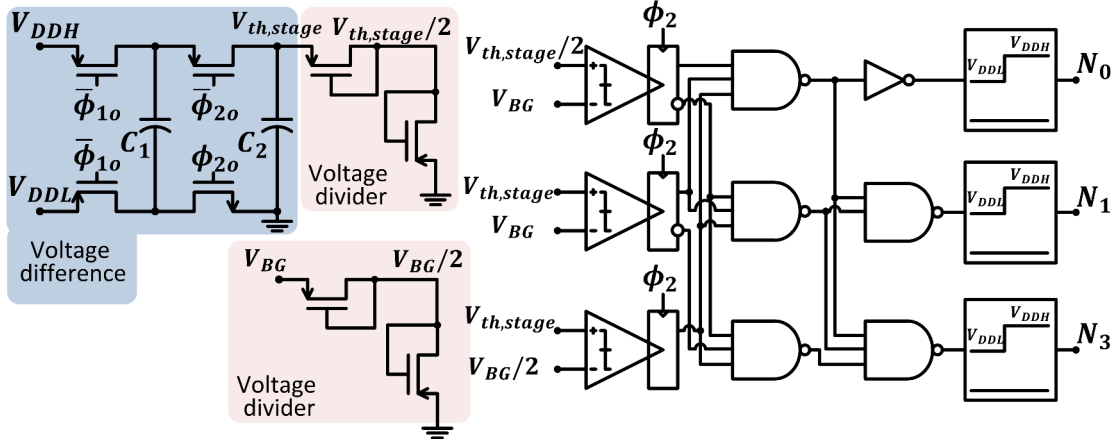 V_DDH
V_th,stage
V_th,stage/2
ϕ̅_1o
ϕ̅_2o
C_1
C_2
ϕ̅_1o
ϕ_2o
V_DDL
Voltage
divider
Voltage
difference
V_BG
V_BG/2
Voltage
divider
ϕ_2
V_th,stage/2
+
V_BG
-
V_DDH
V_DDL
N_0
ϕ_2
V_th,stage
+
V_BG
-
V_DDH
V_DDL
N_1
ϕ_2
V_th,stage
+
V_BG/2
-
V_DDH
V_DDL
N_3